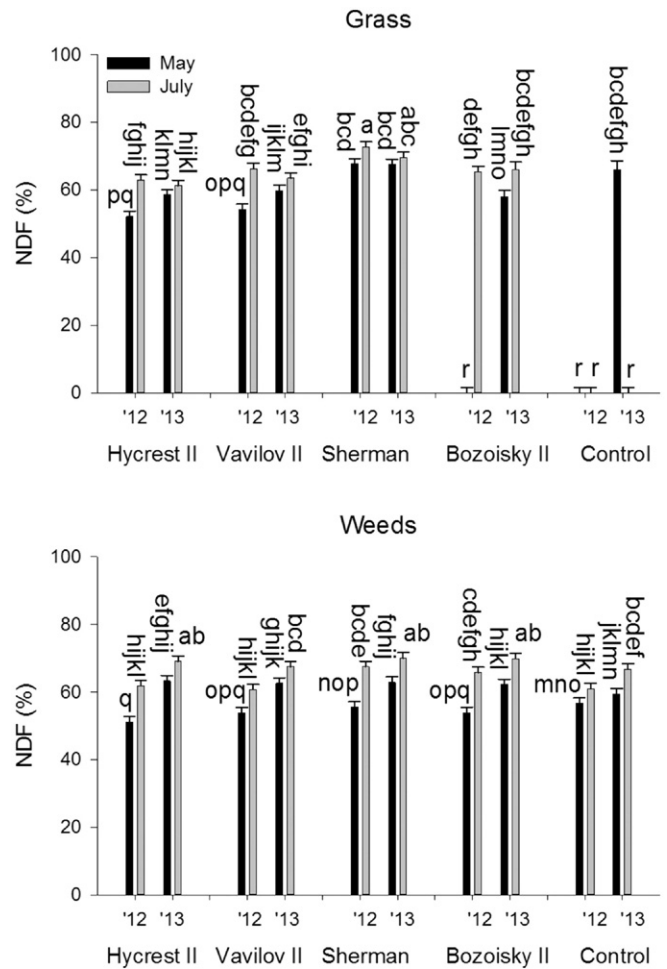 Grass
May
July
NDF (%)
100
80
60
40
20
0
pq
fghij
klmn
hijkl
opq
bcdefg
ijklm
efghi
bcd
a
bcd
abc
r
defgh
lmno
bcdefgh
r
r
bcdefgh
r
'12
'13
'12
'13
'12
'13
'12
'13
'12
'13
Hycrest II
Vavilov II
Sherman
Bozoisky II
Control
Weeds
NDF (%)
100
80
60
40
20
0
q
hijkl
efghij
ab
opq
hijkl
ghijk
bcd
nop
bcde
fghij
ab
opq
cdefgh
hijkl
ab
mno
hijkl
jklmn
bcdef
'12
'13
'12
'13
'12
'13
'12
'13
'12
'13
Hycrest II
Vavilov II
Sherman
Bozoisky II
Control